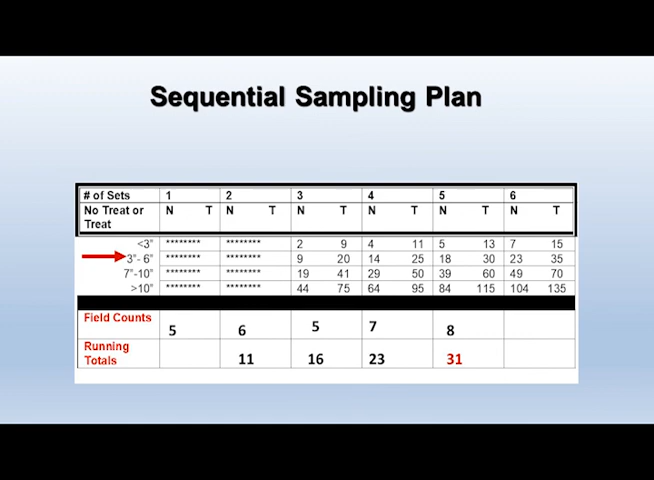 Sequential Sampling Plan
# of Sets 1 2 3 4 5 6
No Treat or N T N T N T N T N T N T
Treat
<3" ******** ******** 2 9 4 11 5 13 7 15
3"- 6" ******** ******** 9 20 14 25 18 30 23 35
7"-10" ******** ******** 19 41 29 50 39 60 49 70
>10" ******** ******** 44 75 64 95 84 115 104 135
Field Counts 5 6 5 7 8
Running
Totals 11 16 23 31